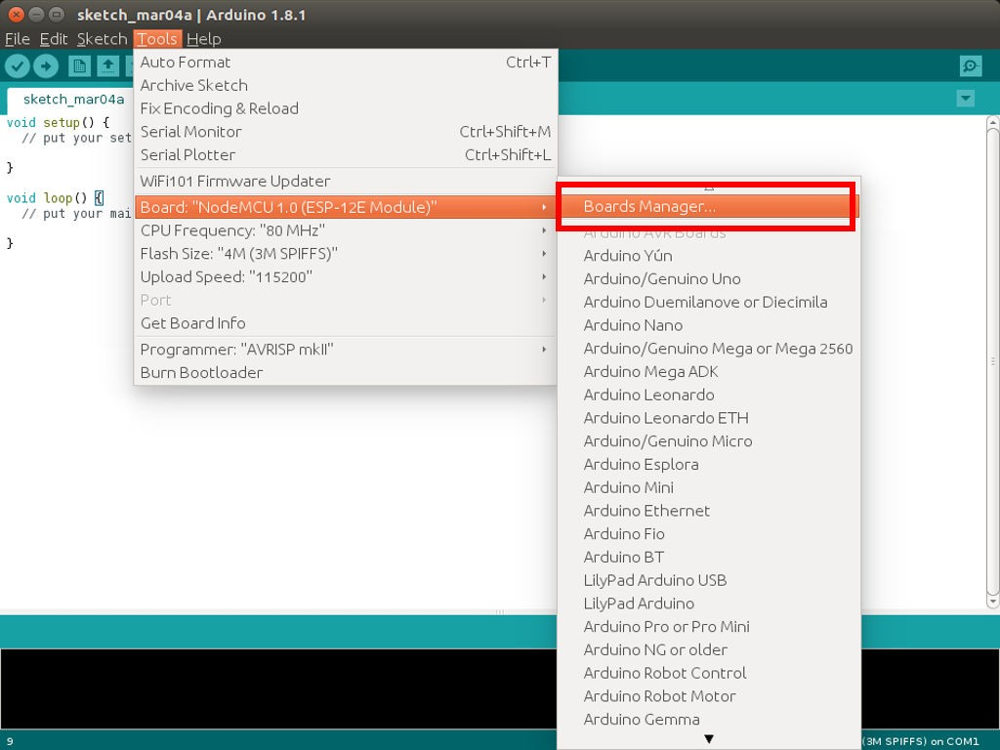 sketch_mar04a | Arduino 1.8.1
File Edit Sketch Tools Help
sketch_mar04a
void setup() {
// put your set
}
void loop() {
// put your mai
}
Auto Format Ctrl+T
Archive Sketch
Fix Encoding & Reload
Serial Monitor Ctrl+Shift+M
Serial Plotter Ctrl+Shift+L
WiFi101 Firmware Updater
Board: "NodeMCU 1.0 (ESP-12E Module)"
CPU Frequency: "80 MHz"
Flash Size: "4M (3M SPIFFS)"
Upload Speed: "115200"
Port
Get Board Info
Programmer: "AVRISP mkII"
Burn Bootloader
Boards Manager...
Arduino AVR Boards
Arduino Yún
Arduino/Genuino Uno
Arduino Duemilanove or Diecimila
Arduino Nano
Arduino/Genuino Mega or Mega 2560
Arduino Mega ADK
Arduino Leonardo
Arduino Leonardo ETH
Arduino/Genuino Micro
Arduino Esplora
Arduino Mini
Arduino Ethernet
Arduino Fio
Arduino BT
LilyPad Arduino USB
LilyPad Arduino
Arduino Pro or Pro Mini
Arduino NG or older
Arduino Robot Control
Arduino Robot Motor
Arduino Gemma
9 (3M SPIFFS) on COM1